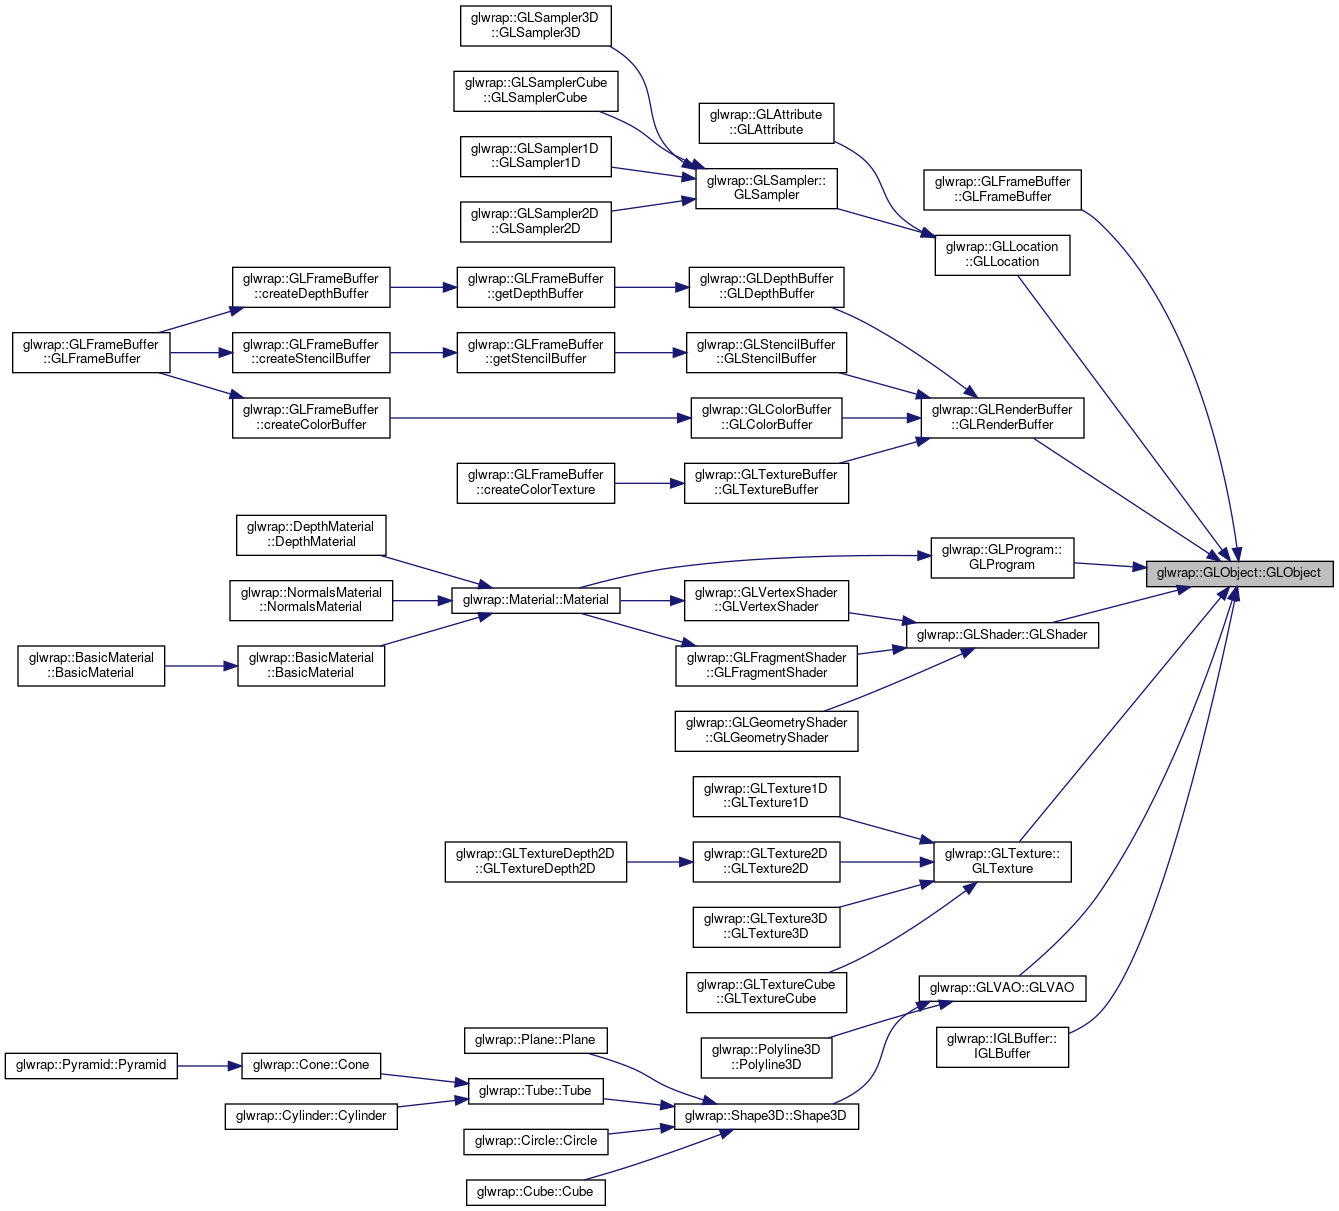 glwrap::GLSampler3D
::GLSampler3D
glwrap::GLSamplerCube
::GLSamplerCube
glwrap::GLSampler1D
::GLSampler1D
glwrap::GLSampler2D
::GLSampler2D
glwrap::GLAttribute
::GLAttribute
glwrap::GLSampler::
GLSampler
glwrap::GLFrameBuffer
::GLFrameBuffer
glwrap::GLLocation
::GLLocation
glwrap::GLFrameBuffer
::createDepthBuffer
glwrap::GLFrameBuffer
::getDepthBuffer
glwrap::GLDepthBuffer
::GLDepthBuffer
glwrap::GLFrameBuffer
::GLFrameBuffer
glwrap::GLFrameBuffer
::createStencilBuffer
glwrap::GLFrameBuffer
::getStencilBuffer
glwrap::GLStencilBuffer
::GLStencilBuffer
glwrap::GLFrameBuffer
::createColorBuffer
glwrap::GLColorBuffer
::GLColorBuffer
glwrap::GLRenderBuffer
::GLRenderBuffer
glwrap::GLFrameBuffer
::createColorTexture
glwrap::GLTextureBuffer
::GLTextureBuffer
glwrap::DepthMaterial
::DepthMaterial
glwrap::GLProgram::
GLProgram
glwrap::GLObject::GLObject
glwrap::NormalsMaterial
::NormalsMaterial
glwrap::Material::Material
glwrap::GLVertexShader
::GLVertexShader
glwrap::GLShader::GLShader
glwrap::BasicMaterial
::BasicMaterial
glwrap::BasicMaterial
::BasicMaterial
glwrap::GLFragmentShader
::GLFragmentShader
glwrap::GLGeometryShader
::GLGeometryShader
glwrap::GLTexture1D
::GLTexture1D
glwrap::GLTextureDepth2D
::GLTextureDepth2D
glwrap::GLTexture2D
::GLTexture2D
glwrap::GLTexture::
GLTexture
glwrap::GLTexture3D
::GLTexture3D
glwrap::GLTextureCube
::GLTextureCube
glwrap::GLVAO::GLVAO
glwrap::Plane::Plane
glwrap::Polyline3D
::Polyline3D
glwrap::IGLBuffer::
IGLBuffer
glwrap::Pyramid::Pyramid
glwrap::Cone::Cone
glwrap::Tube::Tube
glwrap::Cylinder::Cylinder
glwrap::Shape3D::Shape3D
glwrap::Circle::Circle
glwrap::Cube::Cube